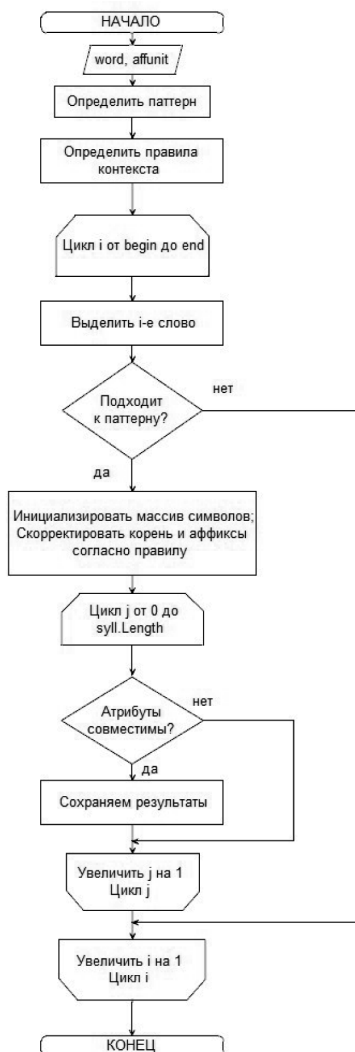 НАЧАЛО
word, affunit
Определить паттерн
Определить правила
контекста
Цикл i от begin до end
Выделить i-е слово
Подходит
к паттерну?
нет
да
Инициализировать массив символов;
Скорректировать корень и аффиксы
согласно правилу
Цикл j от 0 до
syll.Length
Атрибуты
совместимы?
нет
да
Сохраняем результаты
Увеличить j на 1
Цикл j
Увеличить i на 1
Цикл i
КОНЕЦ